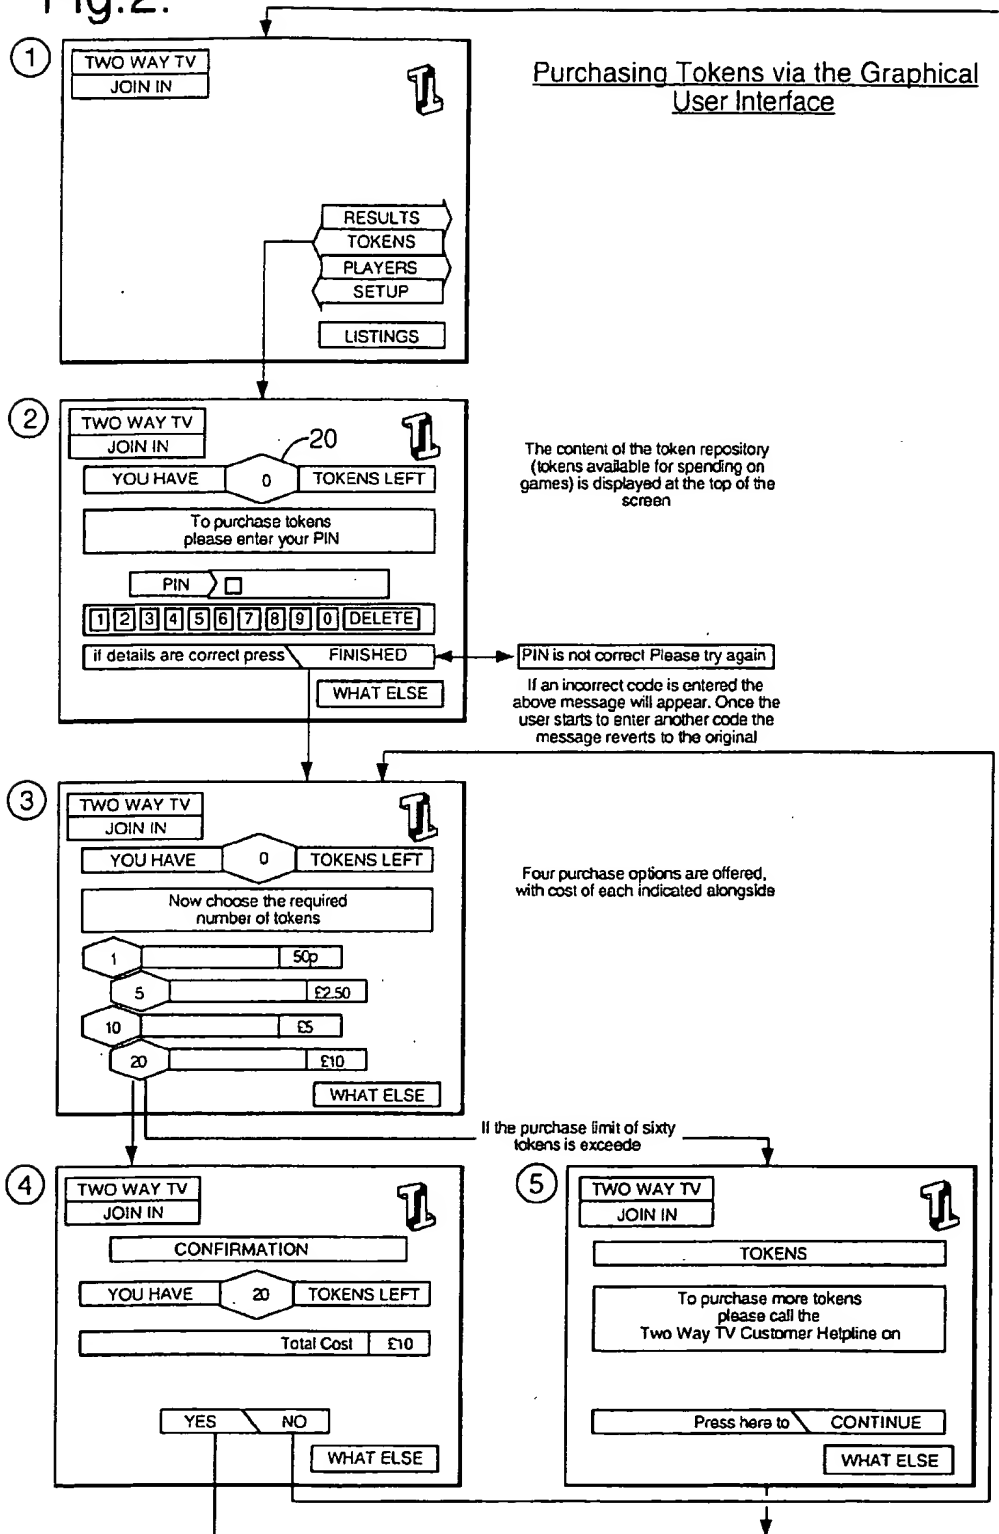 Fig.2.
Purchasing Tokens via the Graphical
User Interface
1
TWO WAY TV
JOIN IN
RESULTS
TOKENS
PLAYERS
SETUP
LISTINGS
2
TWO WAY TV
JOIN IN
20
YOU HAVE 0 TOKENS LEFT
To purchase tokens
please enter your PIN
PIN
1 2 3 4 5 6 7 8 9 0 DELETE
if details are correct press FINISHED
WHAT ELSE
The content of the token repository
(tokens available for spending on
games) is displayed at the top of the
screen
PIN is not correct Please try again
If an incorrect code is entered the
above message will appear. Once the
user starts to enter another code the
message reverts to the original
3
TWO WAY TV
JOIN IN
YOU HAVE 0 TOKENS LEFT
Now choose the required
number of tokens
1 50p
5 £2.50
10 £5
20 £10
WHAT ELSE
Four purchase options are offered,
with cost of each indicated alongside
If the purchase limit of sixty
tokens is exceede
4
TWO WAY TV
JOIN IN
CONFIRMATION
YOU HAVE 20 TOKENS LEFT
Total Cost £10
YES NO
WHAT ELSE
5
TWO WAY TV
JOIN IN
TOKENS
To purchase more tokens
please call the
Two Way TV Customer Helpline on
Press here to CONTINUE
WHAT ELSE